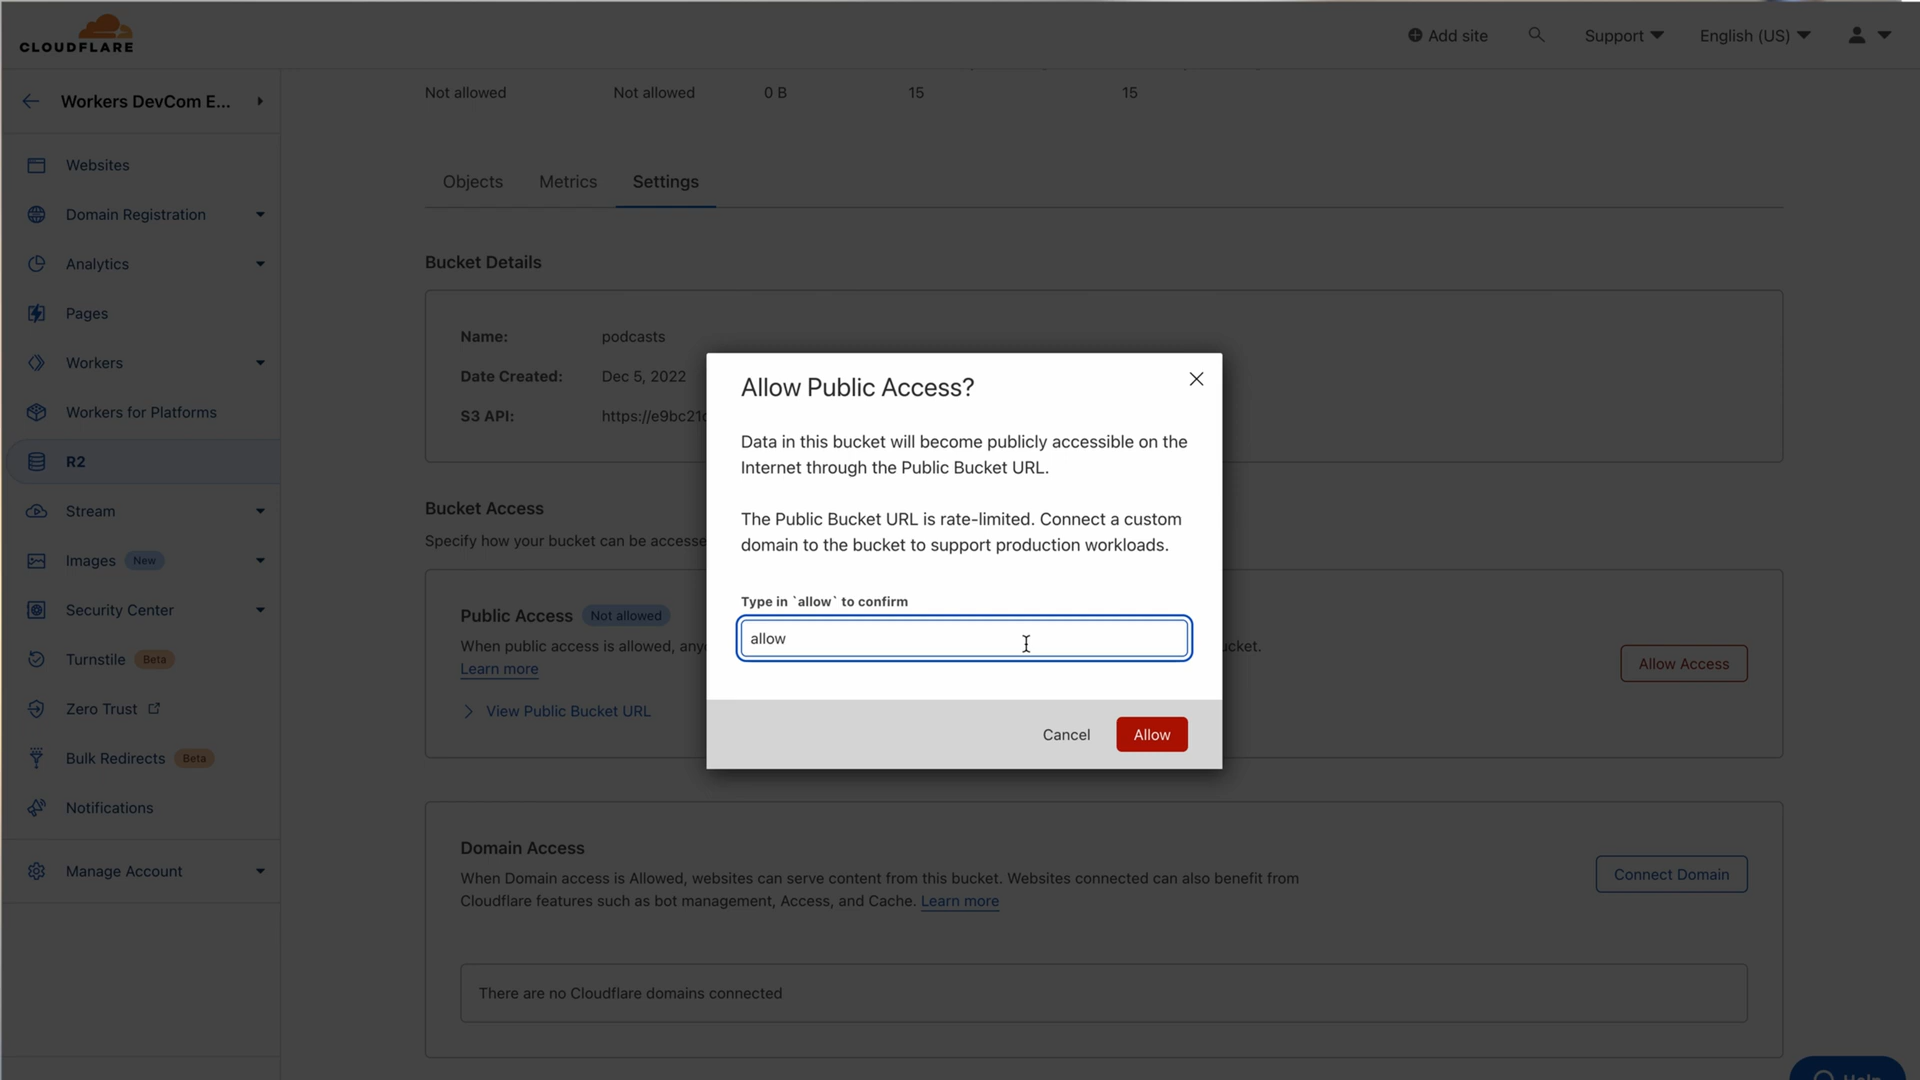 CLOUDFLARE
Add site
Support
English (US)
Workers DevCom E...
Websites
Domain Registration
Analytics
Pages
Workers
Workers for Platforms
R2
Stream
Images New
Security Center
Turnstile Beta
Zero Trust
Bulk Redirects Beta
Notifications
Manage Account
Not allowed Not allowed 0 B 15 15
Objects Metrics Settings
Bucket Details
Name: podcasts
Date Created: Dec 5, 2022
S3 API: https://e9bc21
Bucket Access
Specify how your bucket can be accesse
Public Access Not allowed
When public access is allowed, any
cket.
Learn more
View Public Bucket URL
Allow Access
Allow Public Access?
Data in this bucket will become publicly accessible on the
Internet through the Public Bucket URL.
The Public Bucket URL is rate-limited. Connect a custom
domain to the bucket to support production workloads.
Type in `allow` to confirm
allow
Cancel Allow
Domain Access
When Domain access is Allowed, websites can serve content from this bucket. Websites connected can also benefit from
Cloudflare features such as bot management, Access, and Cache. Learn more
Connect Domain
There are no Cloudflare domains connected